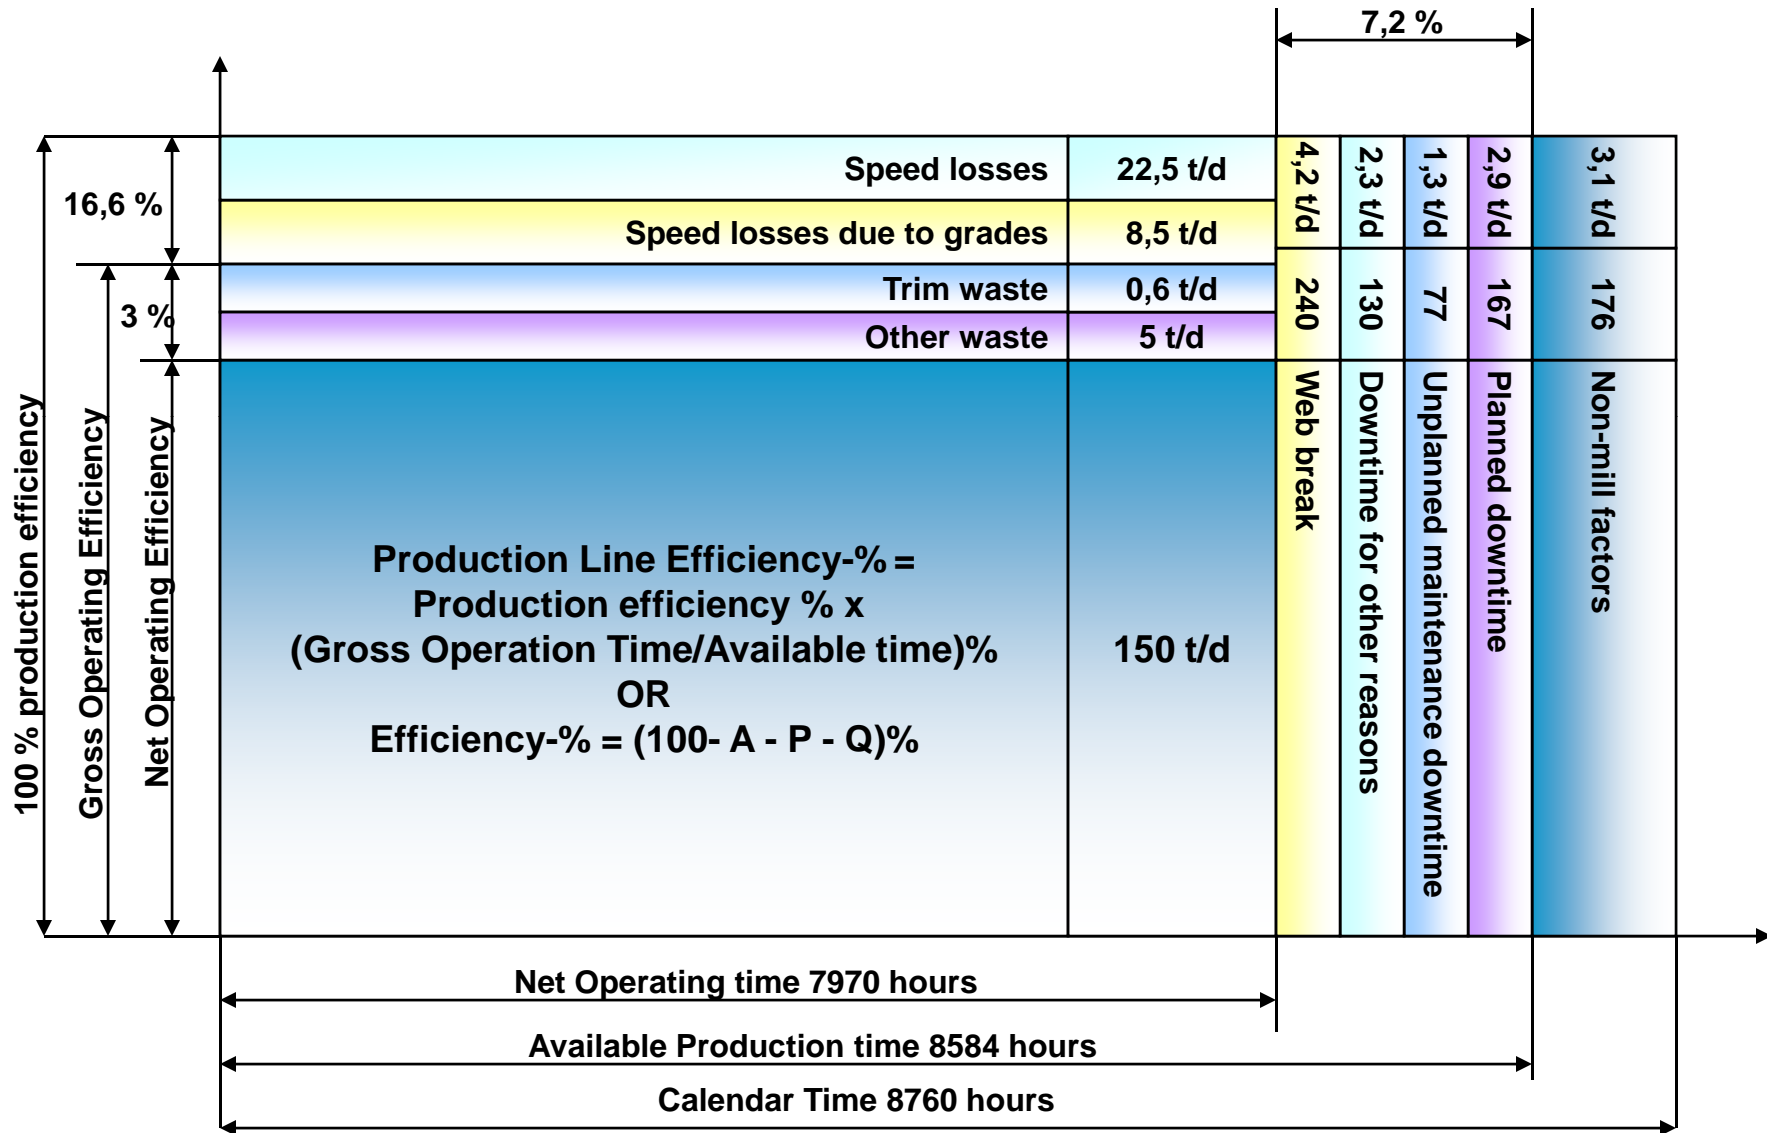 7,2 %
Speed losses
22,5 t/d
16,6 %
Speed losses due to grades
8,5 t/d
Trim waste
0,6 t/d
3 %
Other waste
5 t/d
4,2 t/d
2,3 t/d
1,3 t/d
2,9 t/d
3,1 t/d
240
130
77
167
176
Web break
Downtime for other reasons
Unplanned maintenance downtime
Planned downtime
Non-mill factors
100 % production efficiency
Gross Operating Efficiency
Net Operating Efficiency
Production Line Efficiency-% =
Production efficiency % x
(Gross Operation Time/Available time)%
OR
Efficiency-% = (100- A - P - Q)%
150 t/d
Net Operating time 7970 hours
Available Production time 8584 hours
Calendar Time 8760 hours